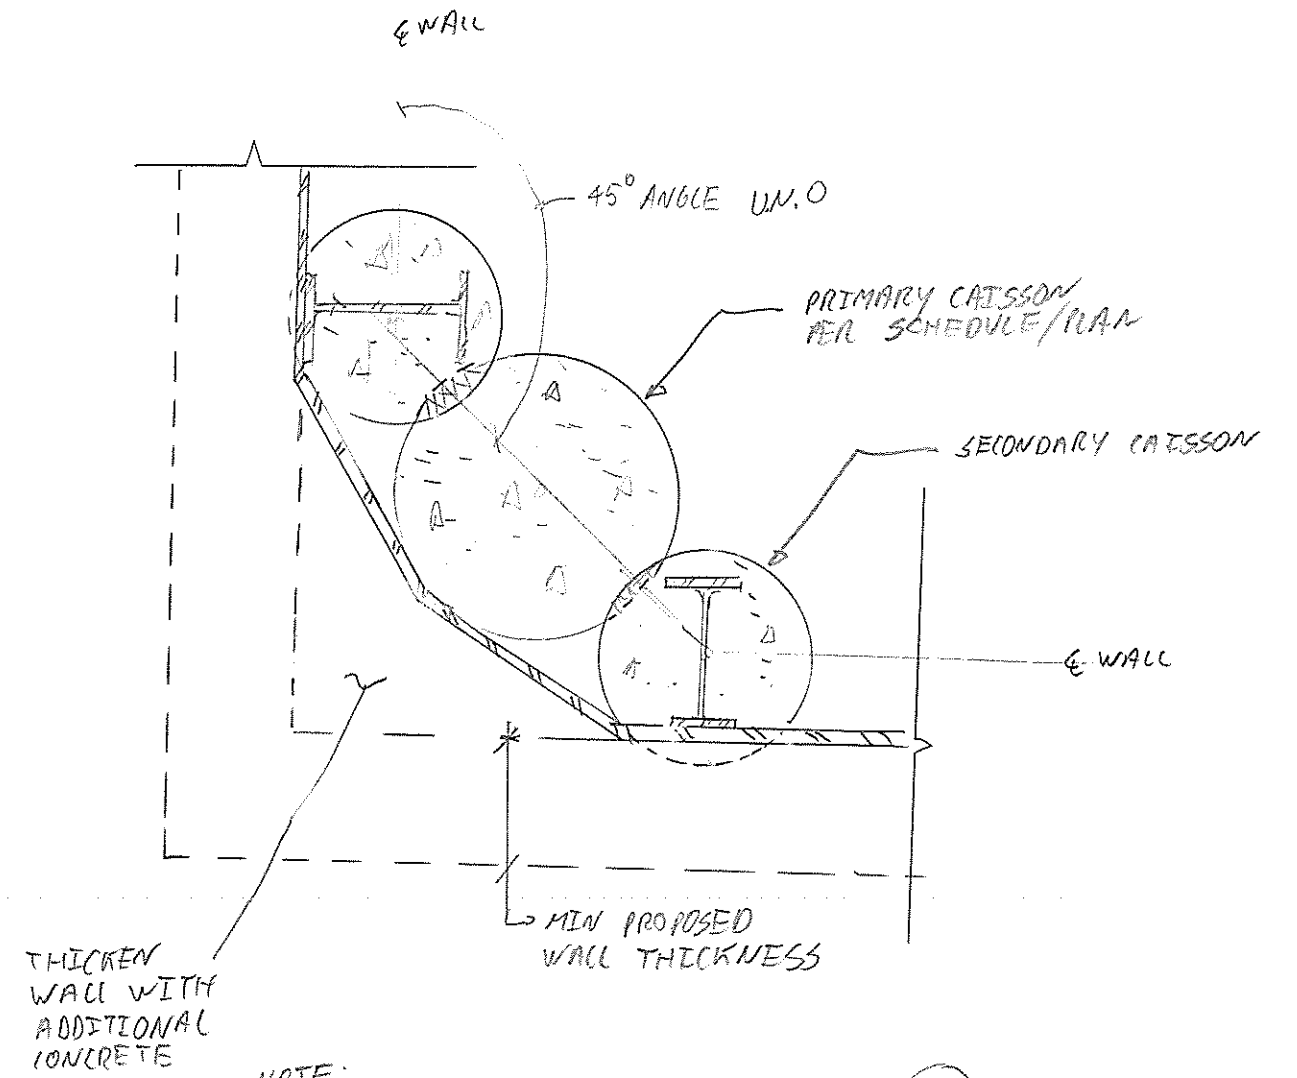 ℄ WALL
45° ANGLE U.N.O
PRIMARY CAISSON
PER SCHEDULE/PLAN
SECONDARY CAISSON
℄ WALL
MIN PROPOSED
WALL THICKNESS
THICKEN
WALL WITH
ADDITIONAL
CONCRETE
NOTE: